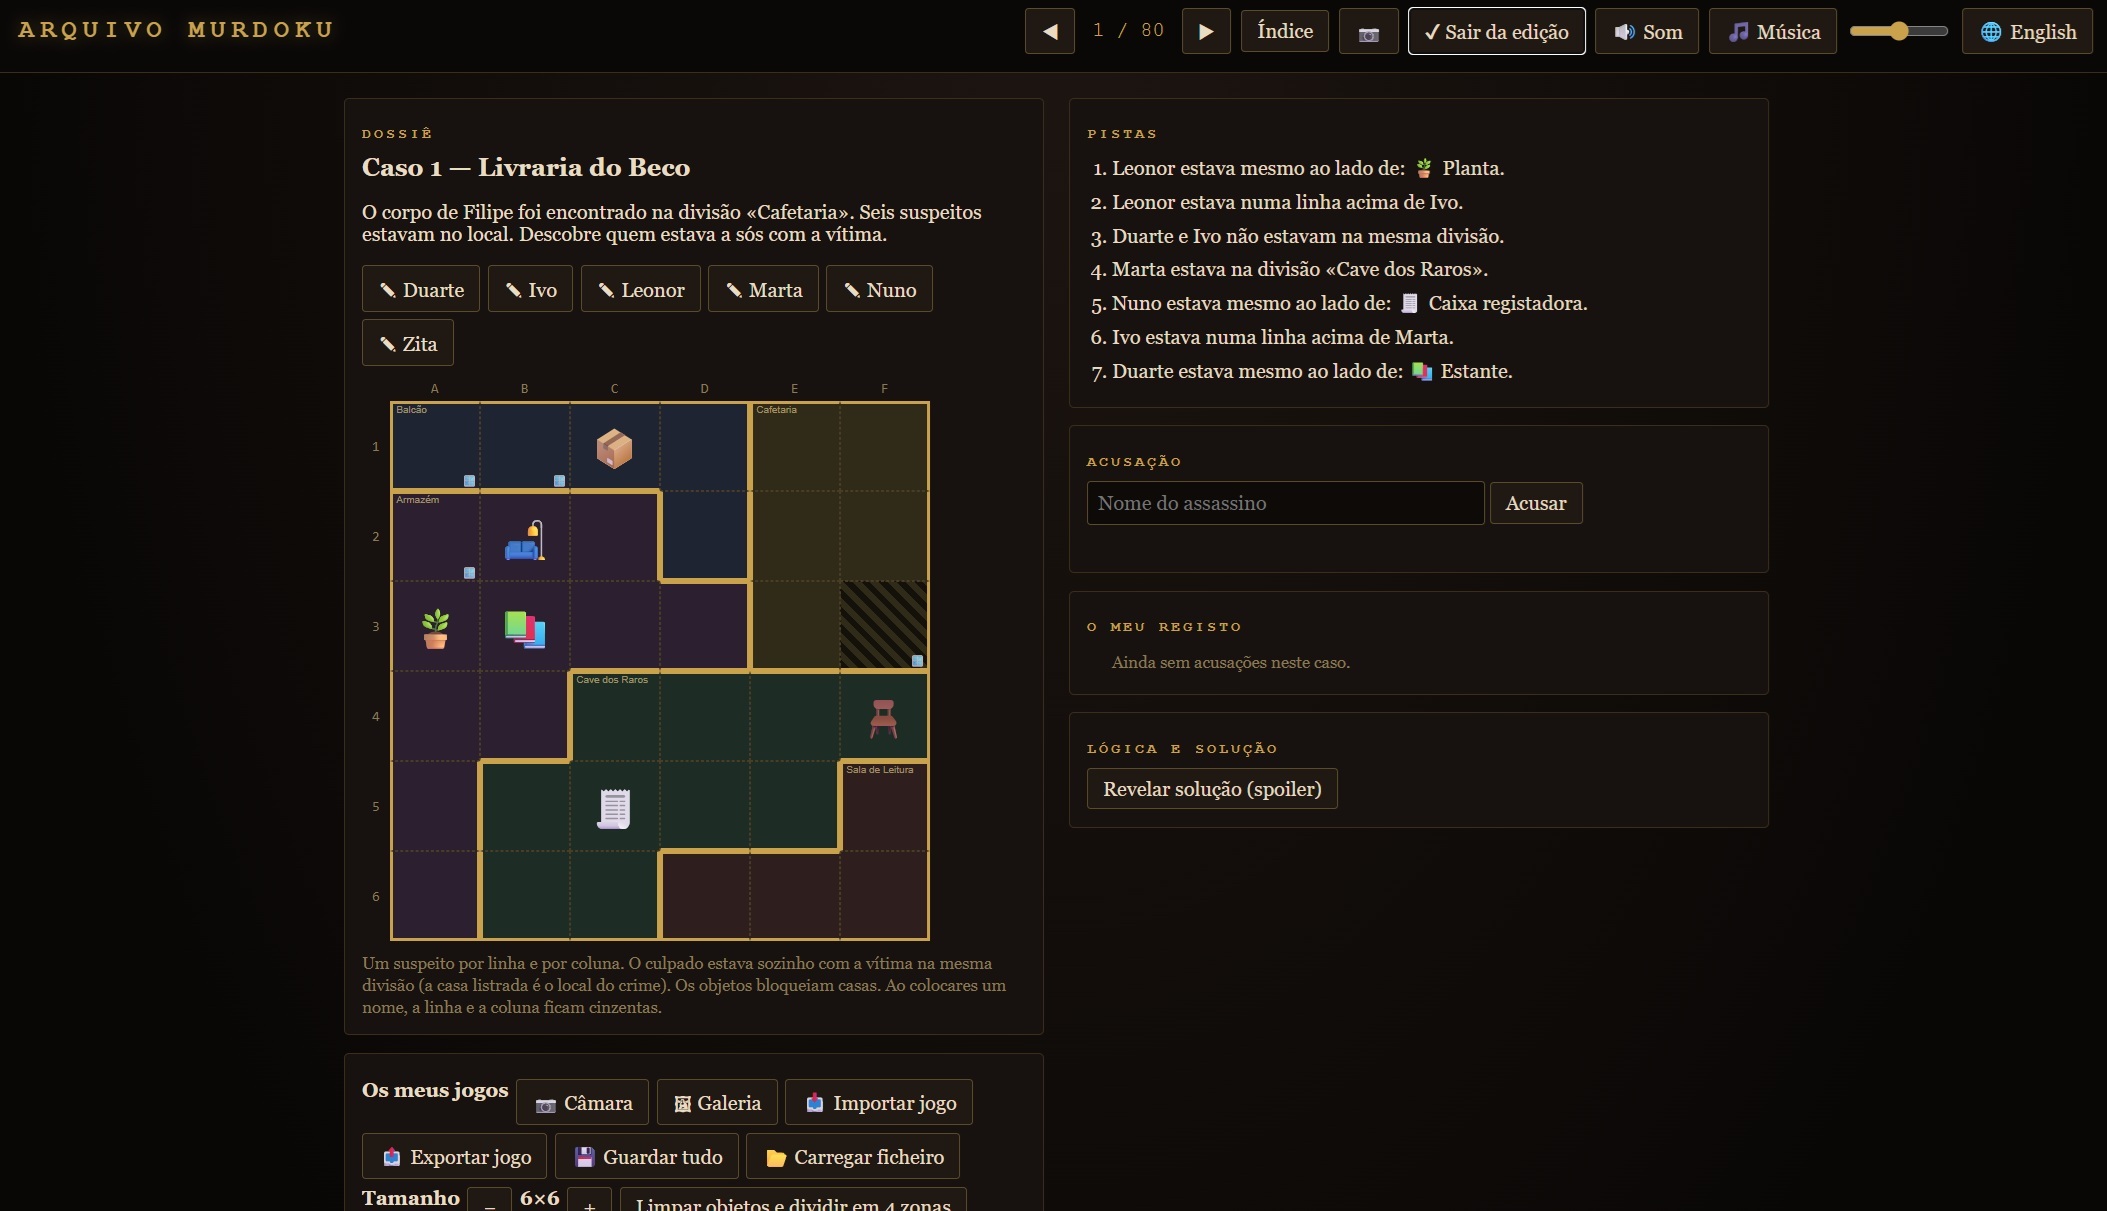 ARQUIVO MURDOKU
◀ 1 / 80 ▶ Índice ✓ Sair da edição Som Música English
DOSSIÊ
Caso 1 — Livraria do Beco
O corpo de Filipe foi encontrado na divisão «Cafetaria». Seis suspeitos
estavam no local. Descobre quem estava a sós com a vítima.
Duarte Ivo Leonor Marta Nuno
Zita
A B C D E F
Balcão Cafetaria
1
Armazém
2
3
Cave dos Raros
4
Sala de Leitura
5
6
Um suspeito por linha e por coluna. O culpado estava sozinho com a vítima na mesma
divisão (a casa listrada é o local do crime). Os objetos bloqueiam casas. Ao colocares um
nome, a linha e a coluna ficam cinzentas.
Os meus jogos Câmara Galeria Importar jogo
Exportar jogo Guardar tudo Carregar ficheiro
Tamanho − 6×6 + Limpar objetos e dividir em 4 zonas
PISTAS
1. Leonor estava mesmo ao lado de: Planta.
2. Leonor estava numa linha acima de Ivo.
3. Duarte e Ivo não estavam na mesma divisão.
4. Marta estava na divisão «Cave dos Raros».
5. Nuno estava mesmo ao lado de: Caixa registadora.
6. Ivo estava numa linha acima de Marta.
7. Duarte estava mesmo ao lado de: Estante.
ACUSAÇÃO
Nome do assassino Acusar
O MEU REGISTO
Ainda sem acusações neste caso.
LÓGICA E SOLUÇÃO
Revelar solução (spoiler)